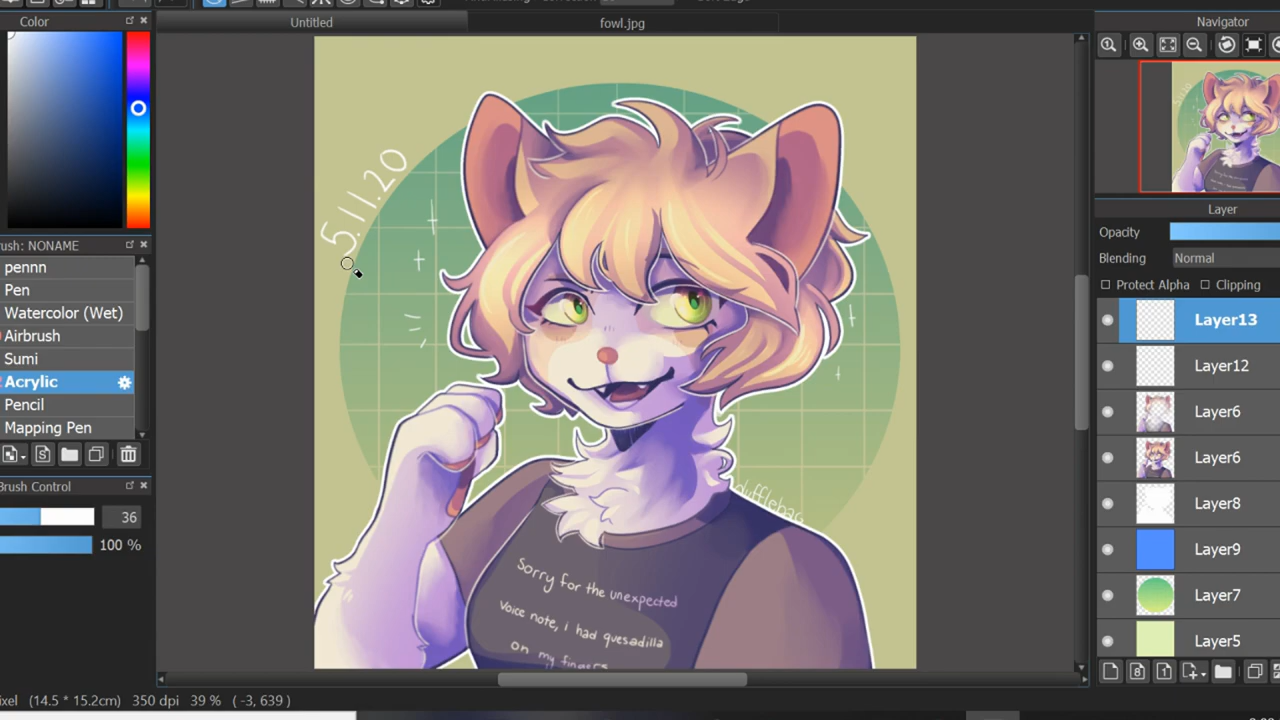 Color
Untitled
fowl.jpg
Navigator
Layer
Opacity
Blending
Normal
Protect Alpha
Clipping
Layer13
Layer12
Layer6
Layer6
Layer8
Layer9
Layer7
Layer5
rush: NONAME
pennn
Pen
Watercolor (Wet)
Airbrush
Sumi
Acrylic
Pencil
Mapping Pen
Brush Control
36
100 %
5.11.20
dufflebag
Sorry for the unexpected
Voice note, i had quesadilla
on my fingers
ixel (14.5 * 15.2cm) 350 dpi 39 % ( -3, 639 )